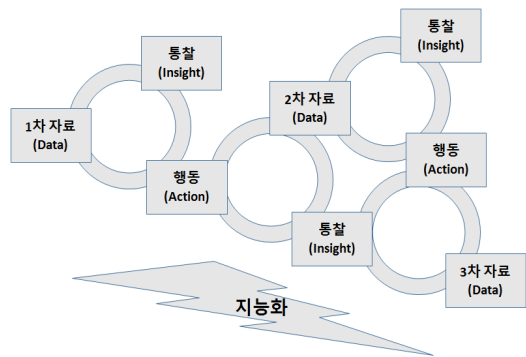 통찰
(Insight)
통찰
(Insight)
1차 자료
(Data)
2차 자료
(Data)
행동
(Action)
행동
(Action)
통찰
(Insight)
3차 자료
(Data)
지능화